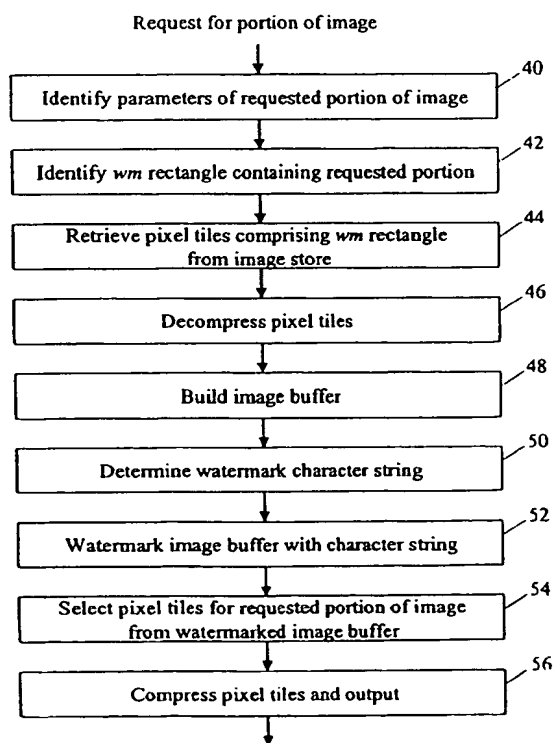 Request for portion of image
40
Identify parameters of requested portion of image
42
Identify wm rectangle containing requested portion
44
Retrieve pixel tiles comprising wm rectangle
from image store
46
Decompress pixel tiles
48
Build image buffer
50
Determine watermark character string
52
Watermark image buffer with character string
54
Select pixel tiles for requested portion of image
from watermarked image buffer
56
Compress pixel tiles and output